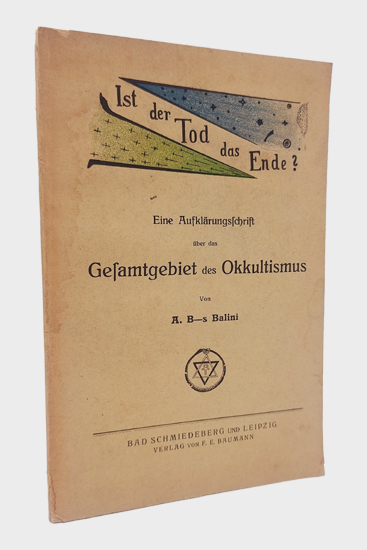 Ist der Tod das Ende?
Eine Aufklärungsſchrift
über das
Geſamtgebiet des Okkultismus
Von
A. B—s Balini
BAD SCHMIEDEBERG UND LEIPZIG
VERLAG VON F. E. BAUMANN